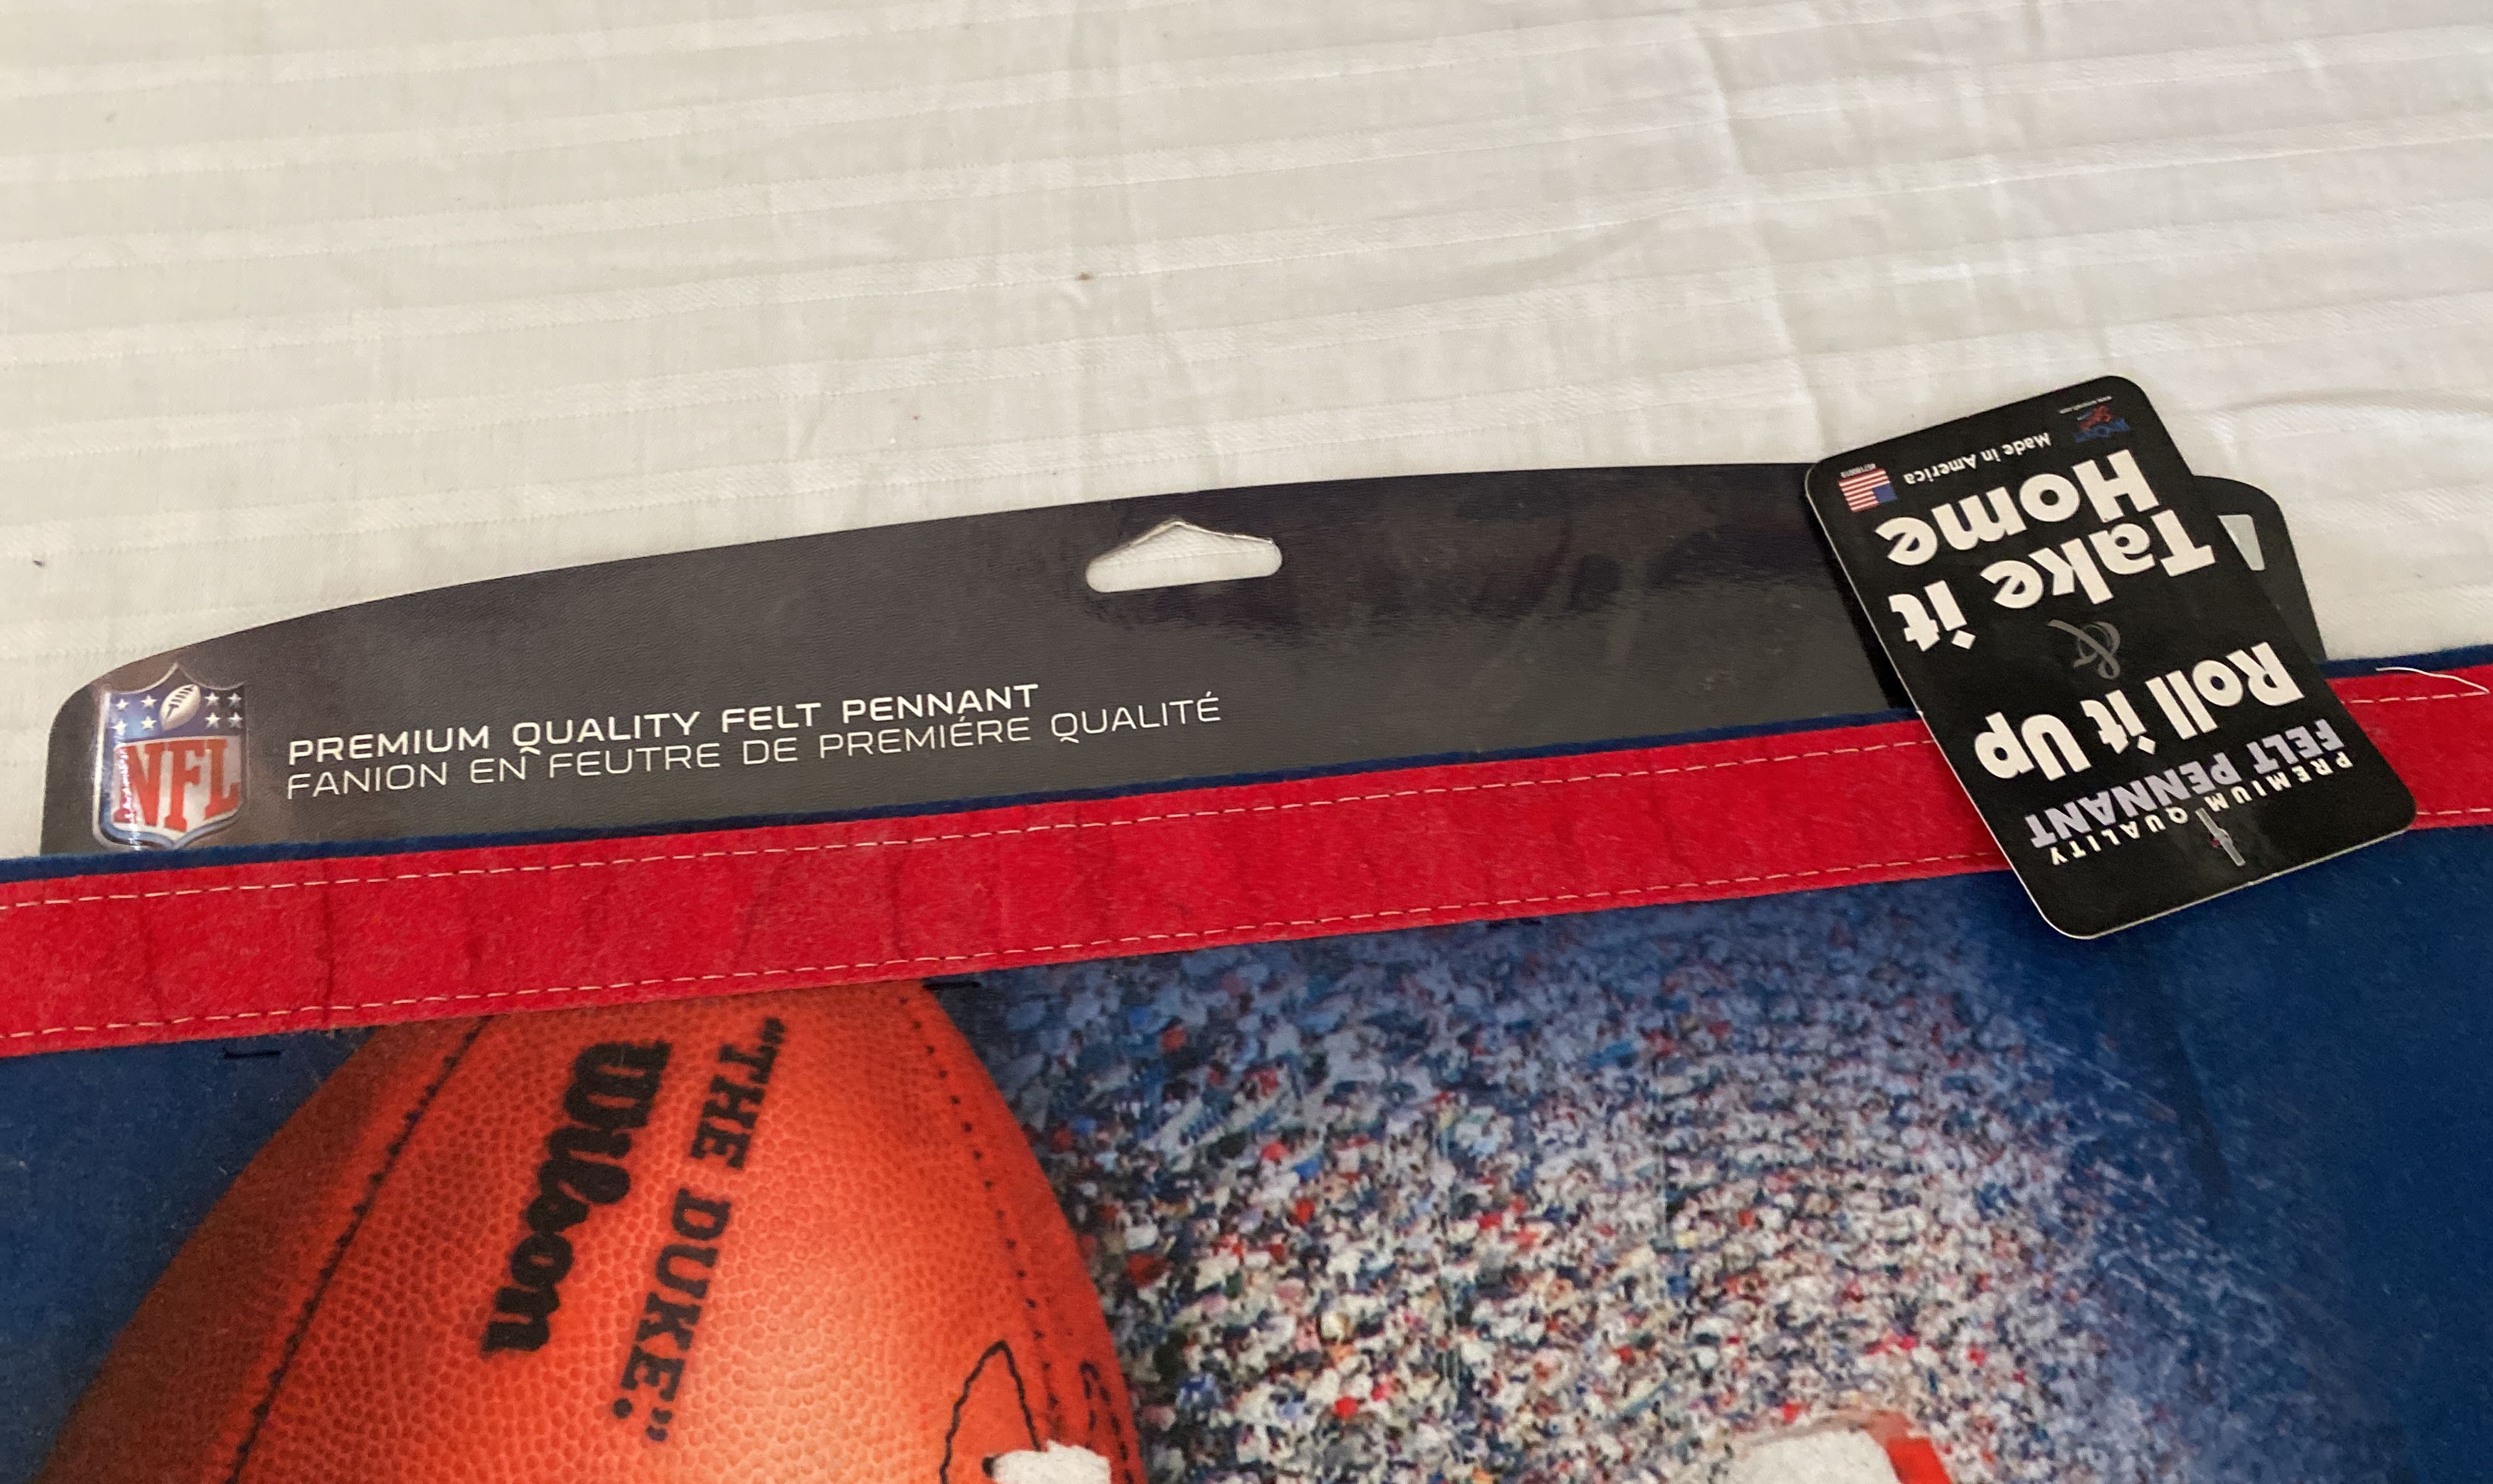 NFL
PREMIUM QUALITY FELT PENNANT
FANION EN FEUTRE DE PREMIÈRE QUALITÉ
PREMIUM QUALITY
FELT PENNANT
Roll it Up
&
Take it
Home
Made in America
"THE DUKE."
Wilson